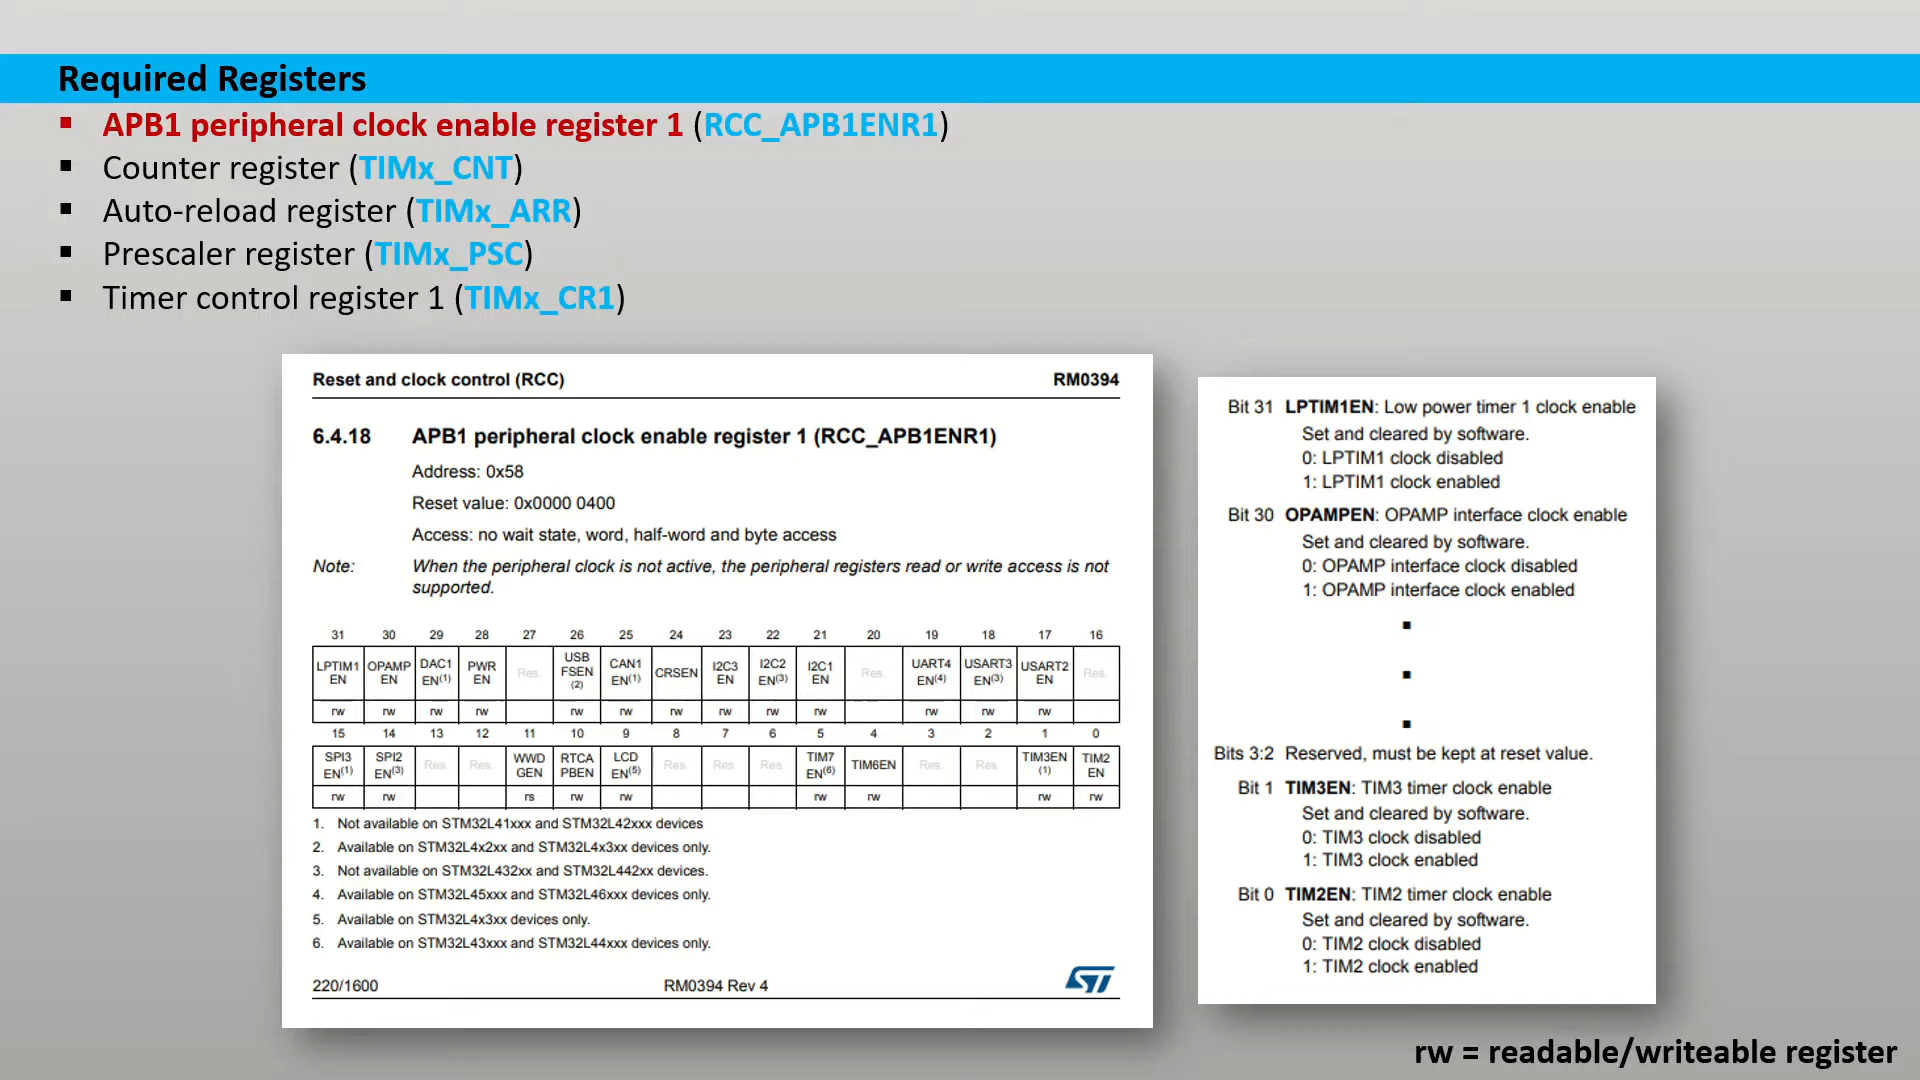 Required Registers
▪ APB1 peripheral clock enable register 1 (RCC_APB1ENR1)
▪ Counter register (TIMx_CNT)
▪ Auto-reload register (TIMx_ARR)
▪ Prescaler register (TIMx_PSC)
▪ Timer control register 1 (TIMx_CR1)
Reset and clock control (RCC) RM0394
6.4.18 APB1 peripheral clock enable register 1 (RCC_APB1ENR1)
Address: 0x58
Reset value: 0x0000 0400
Access: no wait state, word, half-word and byte access
Note: When the peripheral clock is not active, the peripheral registers read or write access is not
supported.
31 30 29 28 27 26 25 24 23 22 21 20 19 18 17 16
LPTIM1 EN OPAMP EN DAC1 EN(1) PWR EN Res. USB FSEN (2) CAN1 EN(1) CRSEN I2C3 EN I2C2 EN(3) I2C1 EN Res. UART4 EN(4) USART3 EN(3) USART2 EN Res.
rw rw rw rw rw rw rw rw rw rw rw rw rw
15 14 13 12 11 10 9 8 7 6 5 4 3 2 1 0
SPI3 EN(1) SPI2 EN(3) Res. Res. WWD GEN RTCA PBEN LCD EN(5) Res. Res. Res. TIM7 EN(6) TIM6EN Res. Res. TIM3EN (1) TIM2 EN
rw rw rs rw rw rw rw rw rw
1. Not available on STM32L41xxx and STM32L42xxx devices
2. Available on STM32L4x2xx and STM32L4x3xx devices only.
3. Not available on STM32L432xx and STM32L442xx devices.
4. Available on STM32L45xxx and STM32L46xxx devices only.
5. Available on STM32L4x3xx devices only.
6. Available on STM32L43xxx and STM32L44xxx devices only.
220/1600 RM0394 Rev 4 ST
Bit 31 LPTIM1EN: Low power timer 1 clock enable
Set and cleared by software.
0: LPTIM1 clock disabled
1: LPTIM1 clock enabled
Bit 30 OPAMPEN: OPAMP interface clock enable
Set and cleared by software.
0: OPAMP interface clock disabled
1: OPAMP interface clock enabled
▪
▪
▪
Bits 3:2 Reserved, must be kept at reset value.
Bit 1 TIM3EN: TIM3 timer clock enable
Set and cleared by software.
0: TIM3 clock disabled
1: TIM3 clock enabled
Bit 0 TIM2EN: TIM2 timer clock enable
Set and cleared by software.
0: TIM2 clock disabled
1: TIM2 clock enabled
rw = readable/writeable register